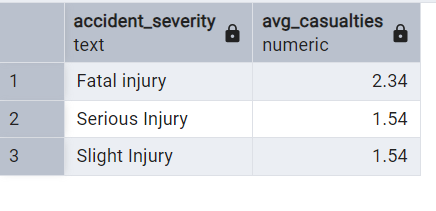 accident_severity avg_casualties
text numeric
1 Fatal injury 2.34
2 Serious Injury 1.54
3 Slight Injury 1.54